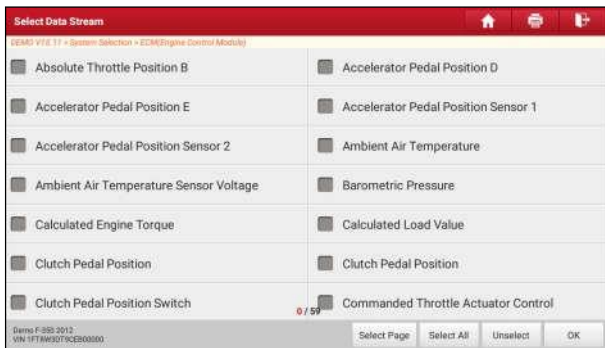 Select Data Stream
DEMO V15.11 > System Selection > ECM(Engine Control Module)
Absolute Throttle Position B
Accelerator Pedal Position D
Accelerator Pedal Position E
Accelerator Pedal Position Sensor 1
Accelerator Pedal Position Sensor 2
Ambient Air Temperature
Ambient Air Temperature Sensor Voltage
Barometric Pressure
Calculated Engine Torque
Calculated Load Value
Clutch Pedal Position
Clutch Pedal Position
Clutch Pedal Position Switch
0 / 59
Commanded Throttle Actuator Control
Demo F-350 2012
VIN
Select Page
Select All
Unselect
OK